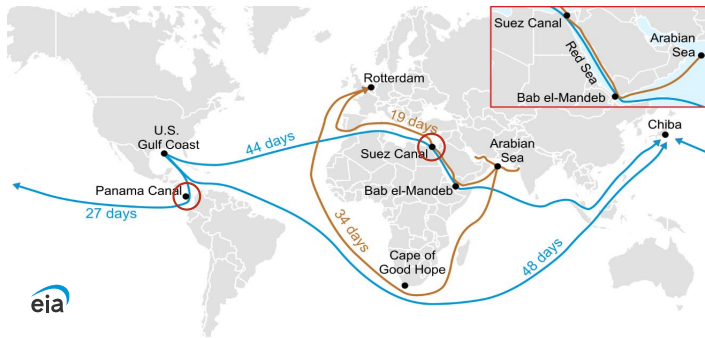 Suez Canal
Red Sea
Bab el-Mandeb
Arabian
Sea
Rotterdam
U.S.
Gulf Coast
44 days
19 days
Suez Canal
Arabian
Sea
Chiba
Panama Canal
Bab el-Mandeb
27 days
34 days
Cape of
Good Hope
48 days
eia